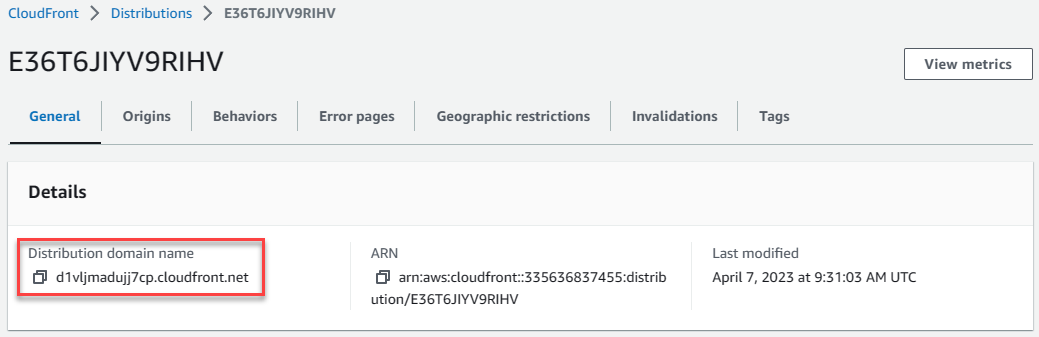 CloudFront > Distributions > E36T6JIYV9RIHV
E36T6JIYV9RIHV
View metrics
General Origins Behaviors Error pages Geographic restrictions Invalidations Tags
Details
Distribution domain name
d1vljmadujj7cp.cloudfront.net
ARN
arn:aws:cloudfront::335636837455:distrib
ution/E36T6JIYV9RIHV
Last modified
April 7, 2023 at 9:31:03 AM UTC